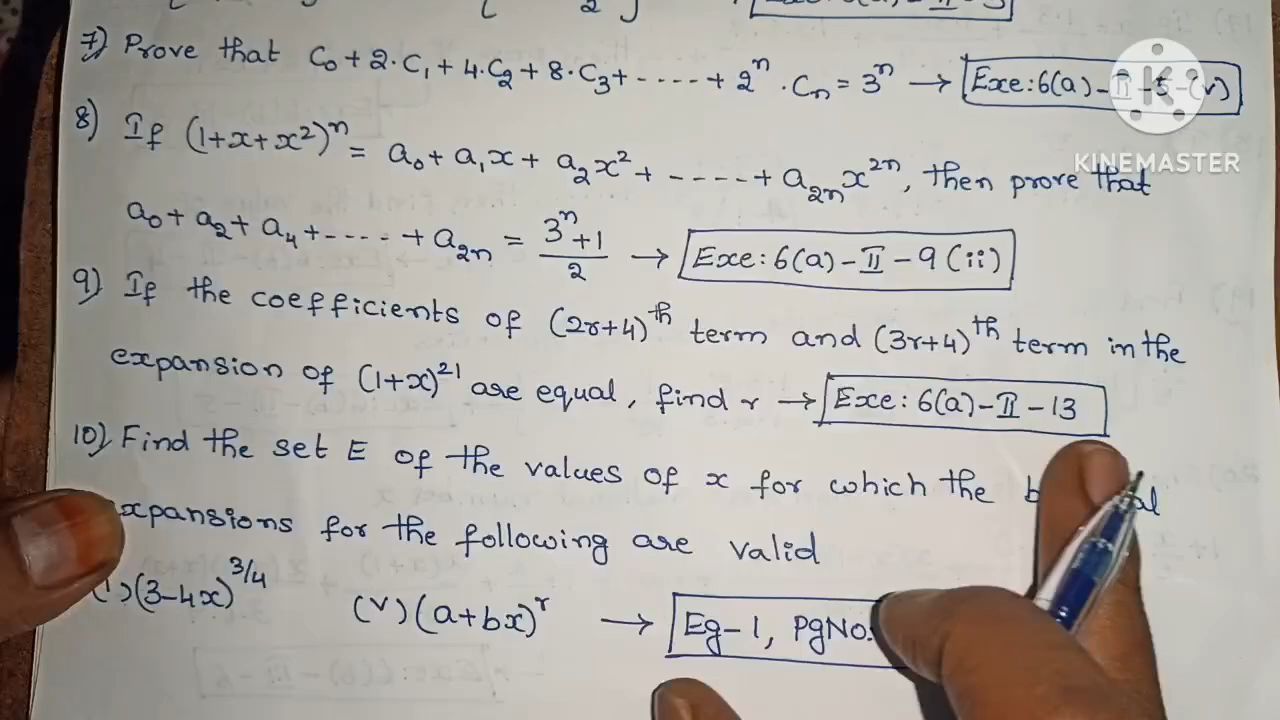 7) Prove that C₀ + 2·C₁ + 4·C₂ + 8·C₃ + ----- + 2ⁿ·Cₙ = 3ⁿ → Exe: 6(a)-II-5-(v)
KINEMASTER
8) If (1+x+x²)ⁿ = a₀ + a₁x + a₂x² + ----- + a₂ₙx²ⁿ, then prove that
a₀ + a₂ + a₄ + ----- + a₂ₙ = (3ⁿ+1)/2 → Exe: 6(a)-II-9(ii)
9) If the coefficients of (2r+4)ᵗʰ term and (3r+4)ᵗʰ term in the
expansion of (1+x)²¹ are equal, find r → Exe: 6(a)-II-13
10) Find the set E of the values of x for which the
expansions for the following are valid
(3-4x)^3/4 (v) (a+bx)ʳ → Eg-1, PgNo: